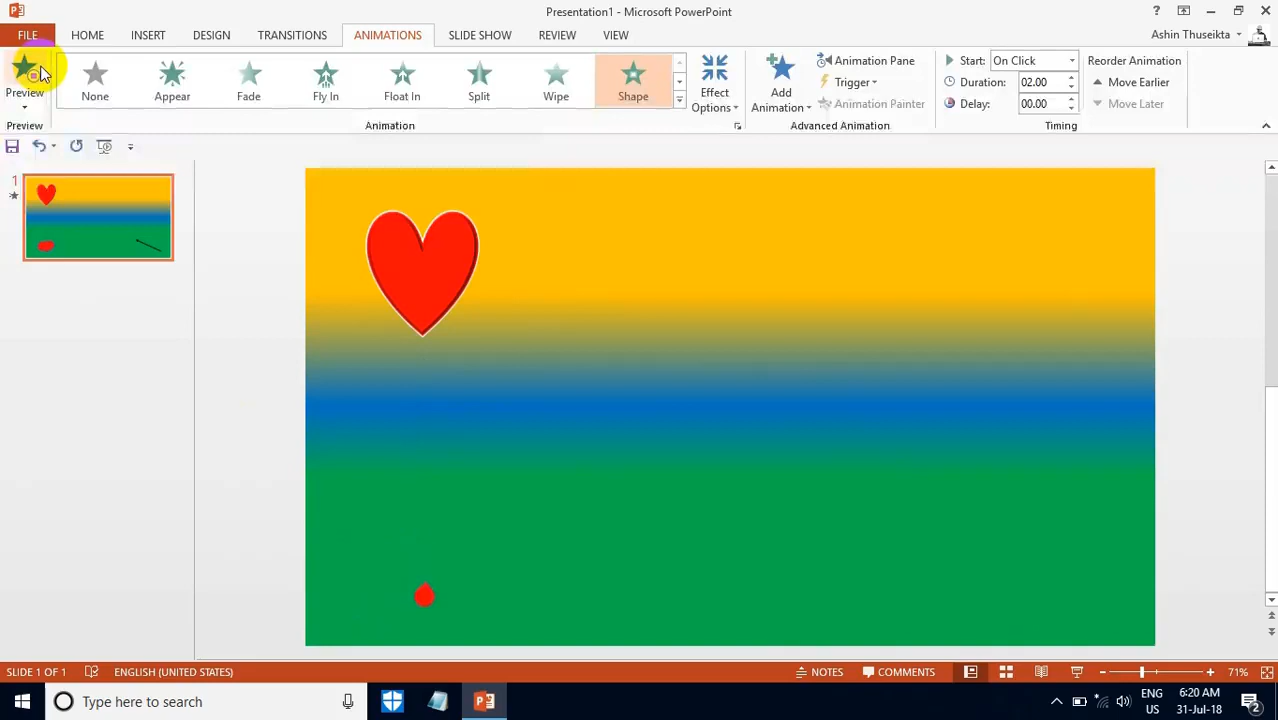 Presentation1 - Microsoft PowerPoint
FILE HOME INSERT DESIGN TRANSITIONS ANIMATIONS SLIDE SHOW REVIEW VIEW Ashin Thuseikta
Preview
None Appear Fade Fly In Float In Split Wipe Shape
Effect Options
Add Animation
Animation Pane
Trigger
Animation Painter
Start: On Click
Duration: 02.00
Delay: 00.00
Reorder Animation
Move Earlier
Move Later
Preview Animation Advanced Animation Timing
1
SLIDE 1 OF 1 ENGLISH (UNITED STATES) NOTES COMMENTS 71%
Type here to search
ENG
US
6:20 AM
31-Jul-18
2